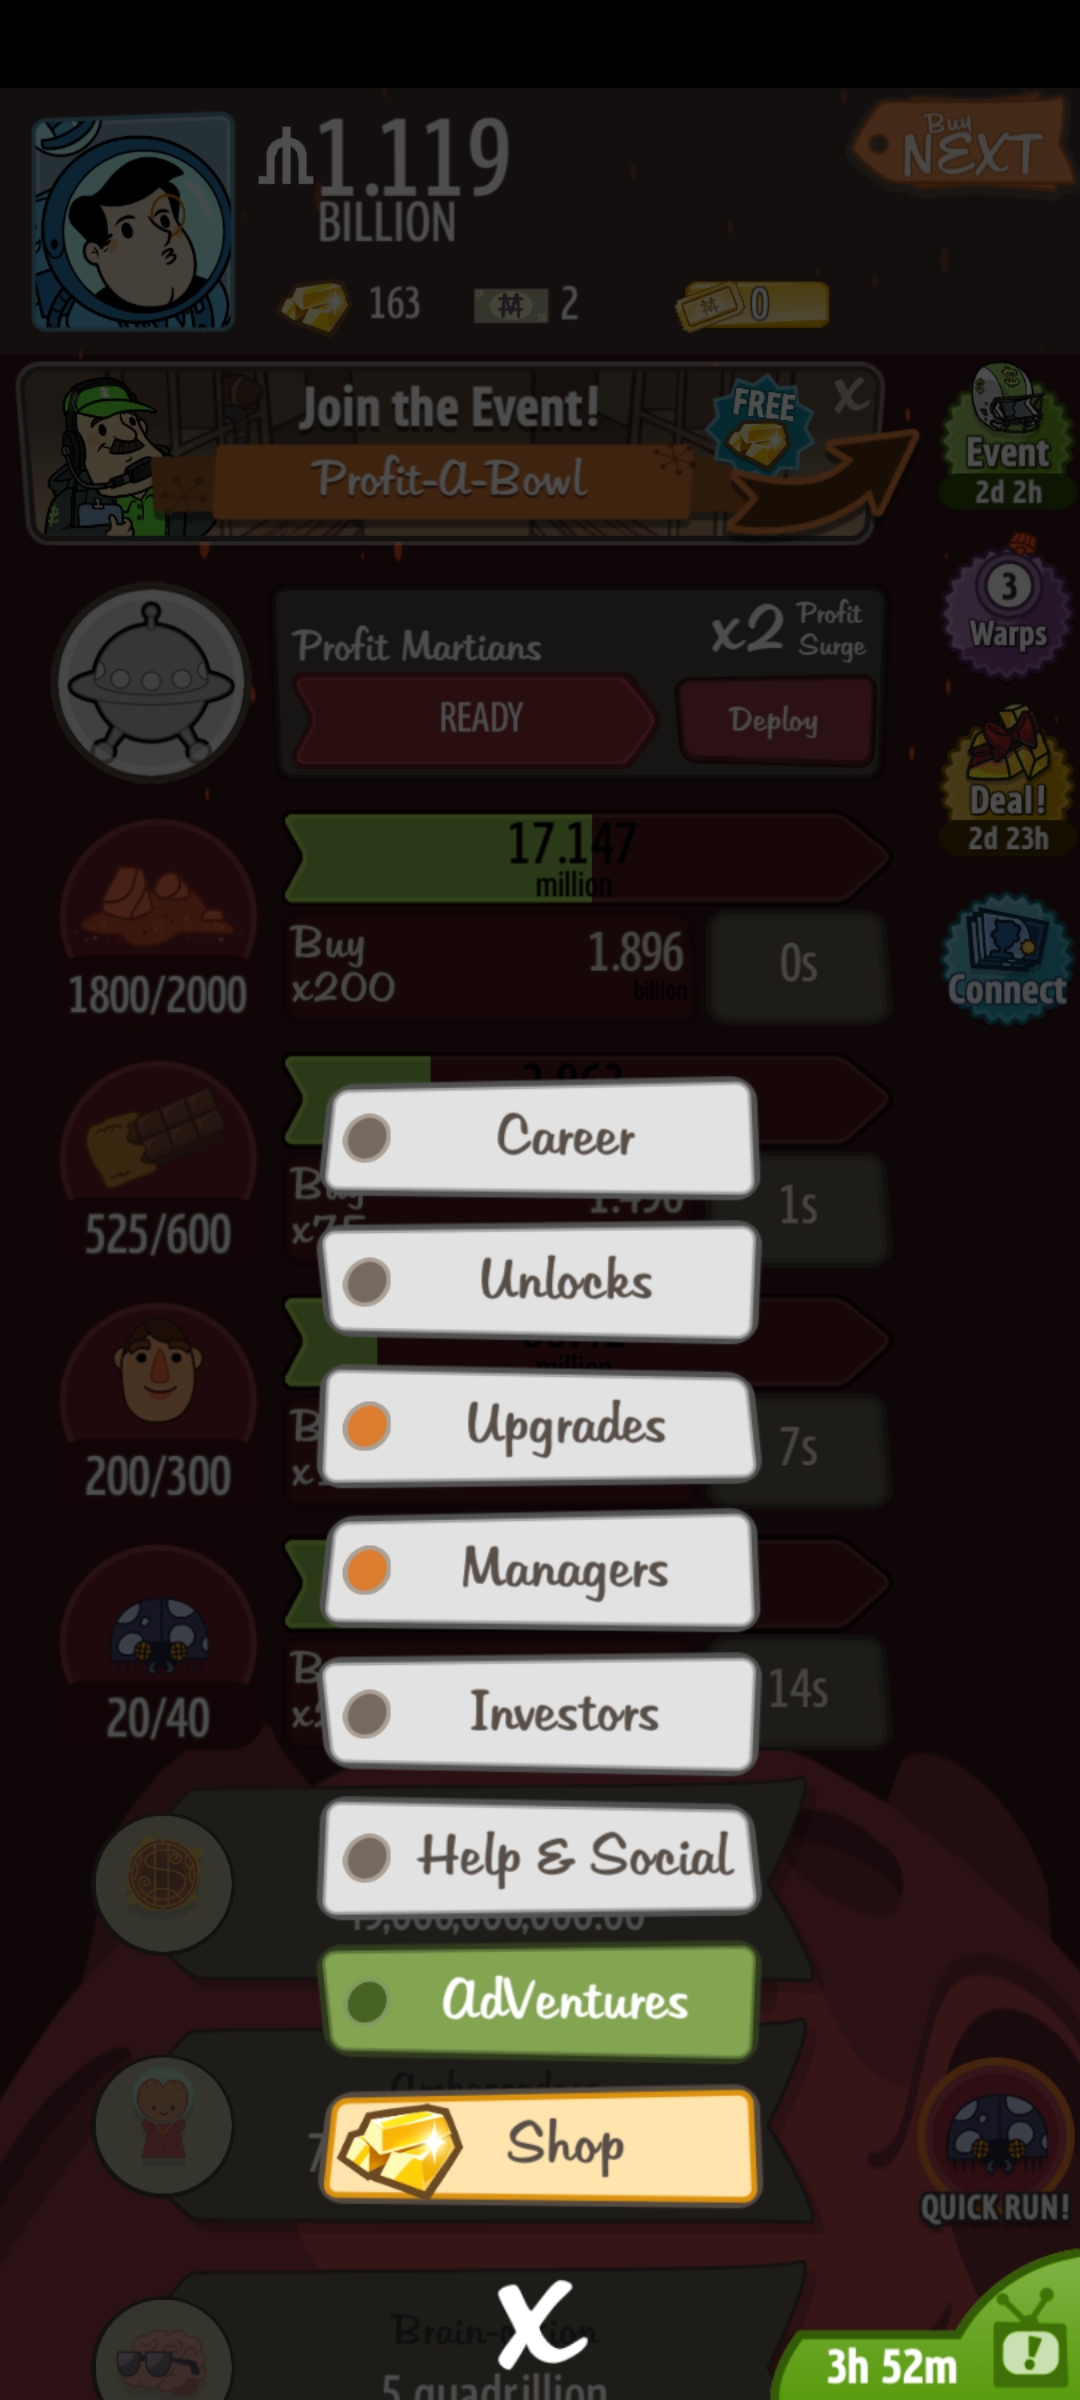 1.119
BILLION
Buy
NEXT
163
2
0
Join the Event!
FREE
X
Profit-A-Bowl
Event
2d 2h
3
Warps
Profit Martians
x2 Profit Surge
READY
Deploy
Deal!
2d 23h
17.147
million
1800/2000
Buy
x200
1.896
billion
0s
Connect
525/600
1s
Career
Unlocks
million
200/300
7s
Upgrades
Managers
20/40
14s
Investors
Help & Social
AdVentures
Ambassadors
Shop
QUICK RUN!
X
5 quadrillion
3h 52m